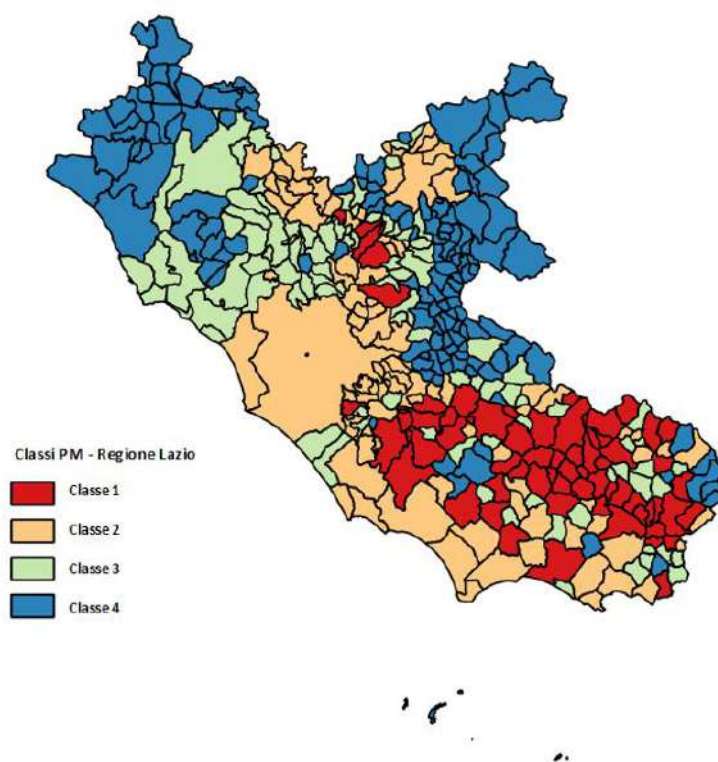 Classi PM - Regione Lazio
Classe 1
Classe 2
Classe 3
Classe 4